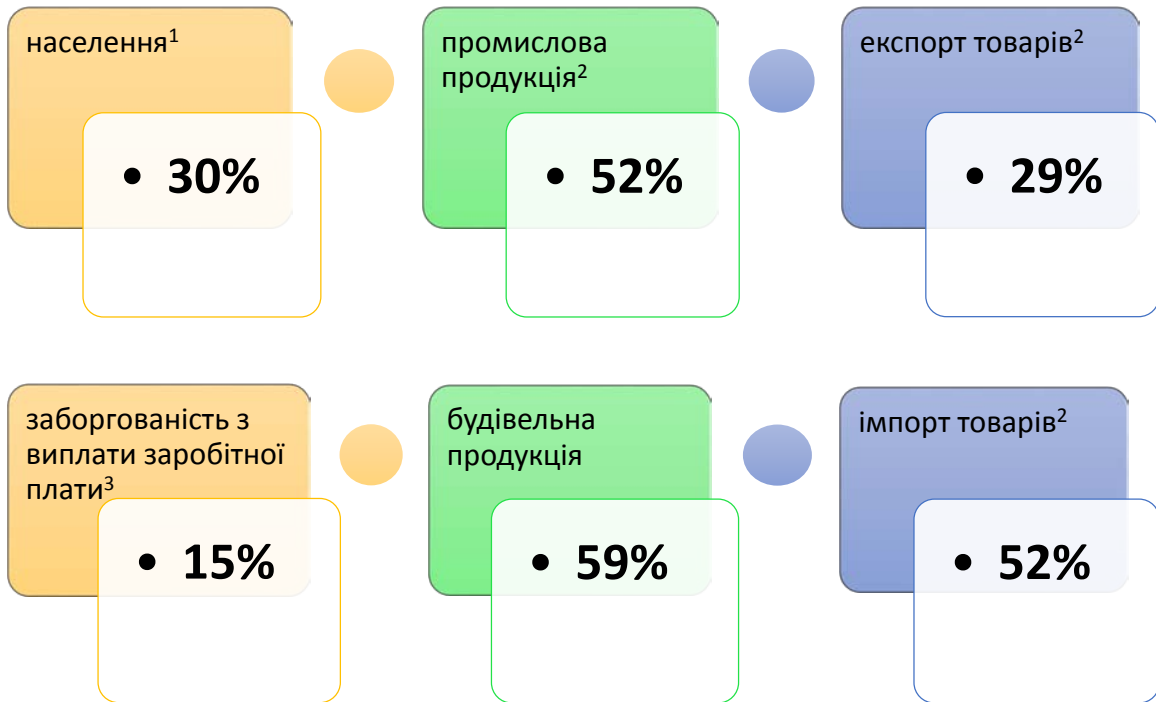 населення¹
• 30%
промислова
продукція²
• 52%
експорт товарів²
• 29%
заборгованість з
виплати заробітної
плати³
• 15%
будівельна
продукція
• 59%
імпорт товарів²
• 52%